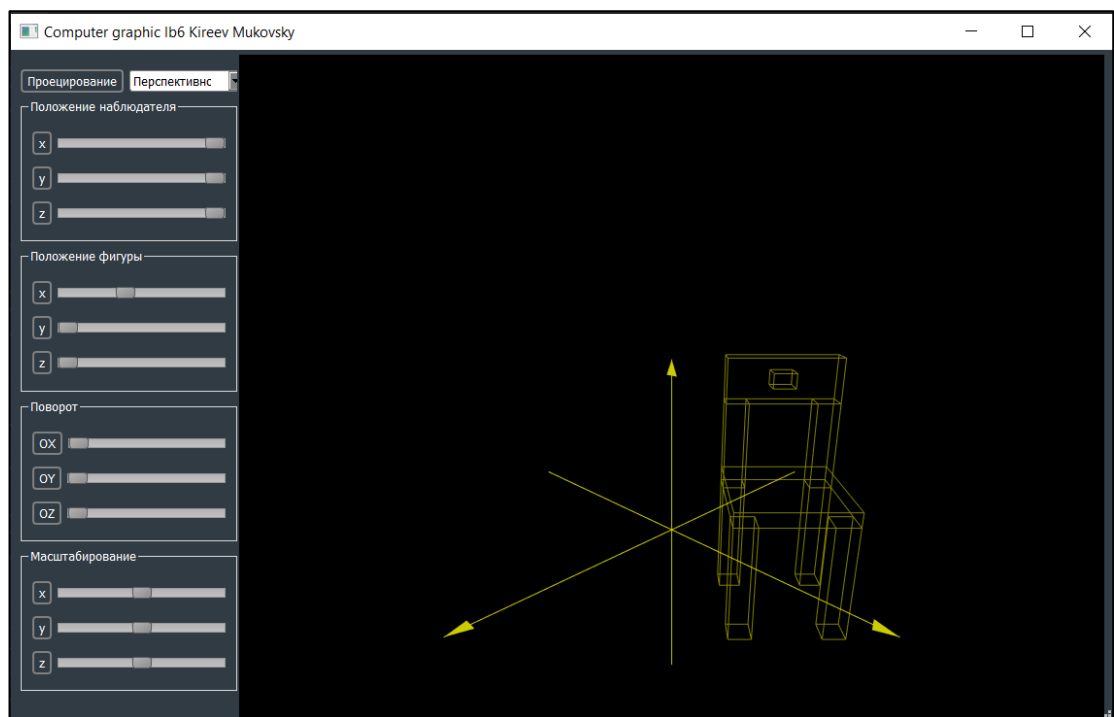 Computer graphic lb6 Kireev Mukovsky
Проецирование Перспективнс
Положение наблюдателя
x
y
z
Положение фигуры
x
y
z
Поворот
OX
OY
OZ
Масштабирование
x
y
z